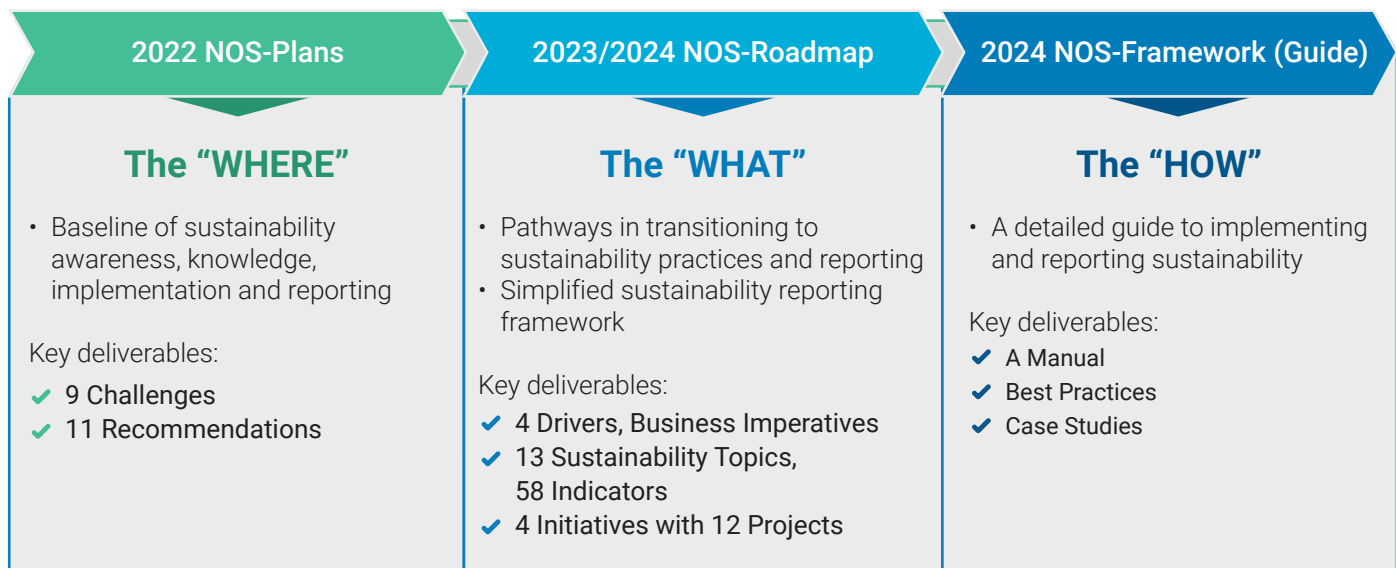 2022 NOS-Plans
The “WHERE”
• Baseline of sustainability
awareness, knowledge,
implementation and reporting
Key deliverables:
9 Challenges
11 Recommendations
2023/2024 NOS-Roadmap
The “WHAT”
• Pathways in transitioning to
sustainability practices and reporting
• Simplified sustainability reporting
framework
Key deliverables:
4 Drivers, Business Imperatives
13 Sustainability Topics,
58 Indicators
4 Initiatives with 12 Projects
2024 NOS-Framework (Guide)
The “HOW”
• A detailed guide to implementing
and reporting sustainability
Key deliverables:
A Manual
Best Practices
Case Studies